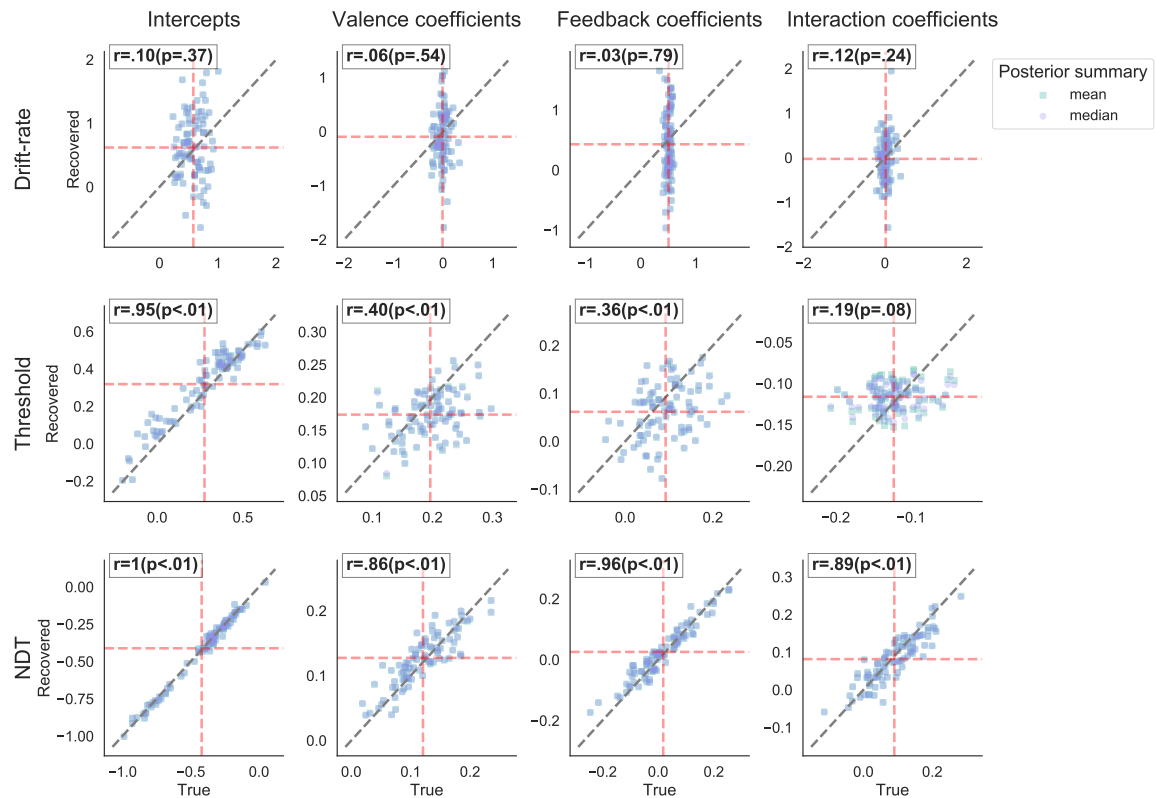 Intercepts
Valence coefficients
Feedback coefficients
Interaction coefficients
Drift-rate
Recovered
r=.10(p=.37)
2
1
0
0
1
2
r=.06(p=.54)
1
0
−1
−2
−2
−1
0
1
r=.03(p=.79)
1
0
−1
−1
0
1
r=.12(p=.24)
2
1
0
−1
−2
−2
0
2
Posterior summary
mean
median
Threshold
Recovered
r=.95(p<.01)
0.6
0.4
0.2
0.0
−0.2
0.0
0.5
r=.40(p<.01)
0.30
0.25
0.20
0.15
0.10
0.05
0.1
0.2
0.3
r=.36(p<.01)
0.2
0.1
0.0
−0.1
0.0
0.2
r=.19(p=.08)
−0.05
−0.10
−0.15
−0.20
−0.2
−0.1
NDT
Recovered
r=1(p<.01)
0.00
−0.25
−0.50
−0.75
−1.00
−1.0
−0.5
0.0
True
r=.86(p<.01)
0.2
0.1
0.0
0.0
0.1
0.2
True
r=.96(p<.01)
0.2
0.0
−0.2
−0.2
0.0
0.2
True
r=.89(p<.01)
0.3
0.2
0.1
0.0
−0.1
0.0
0.2
True